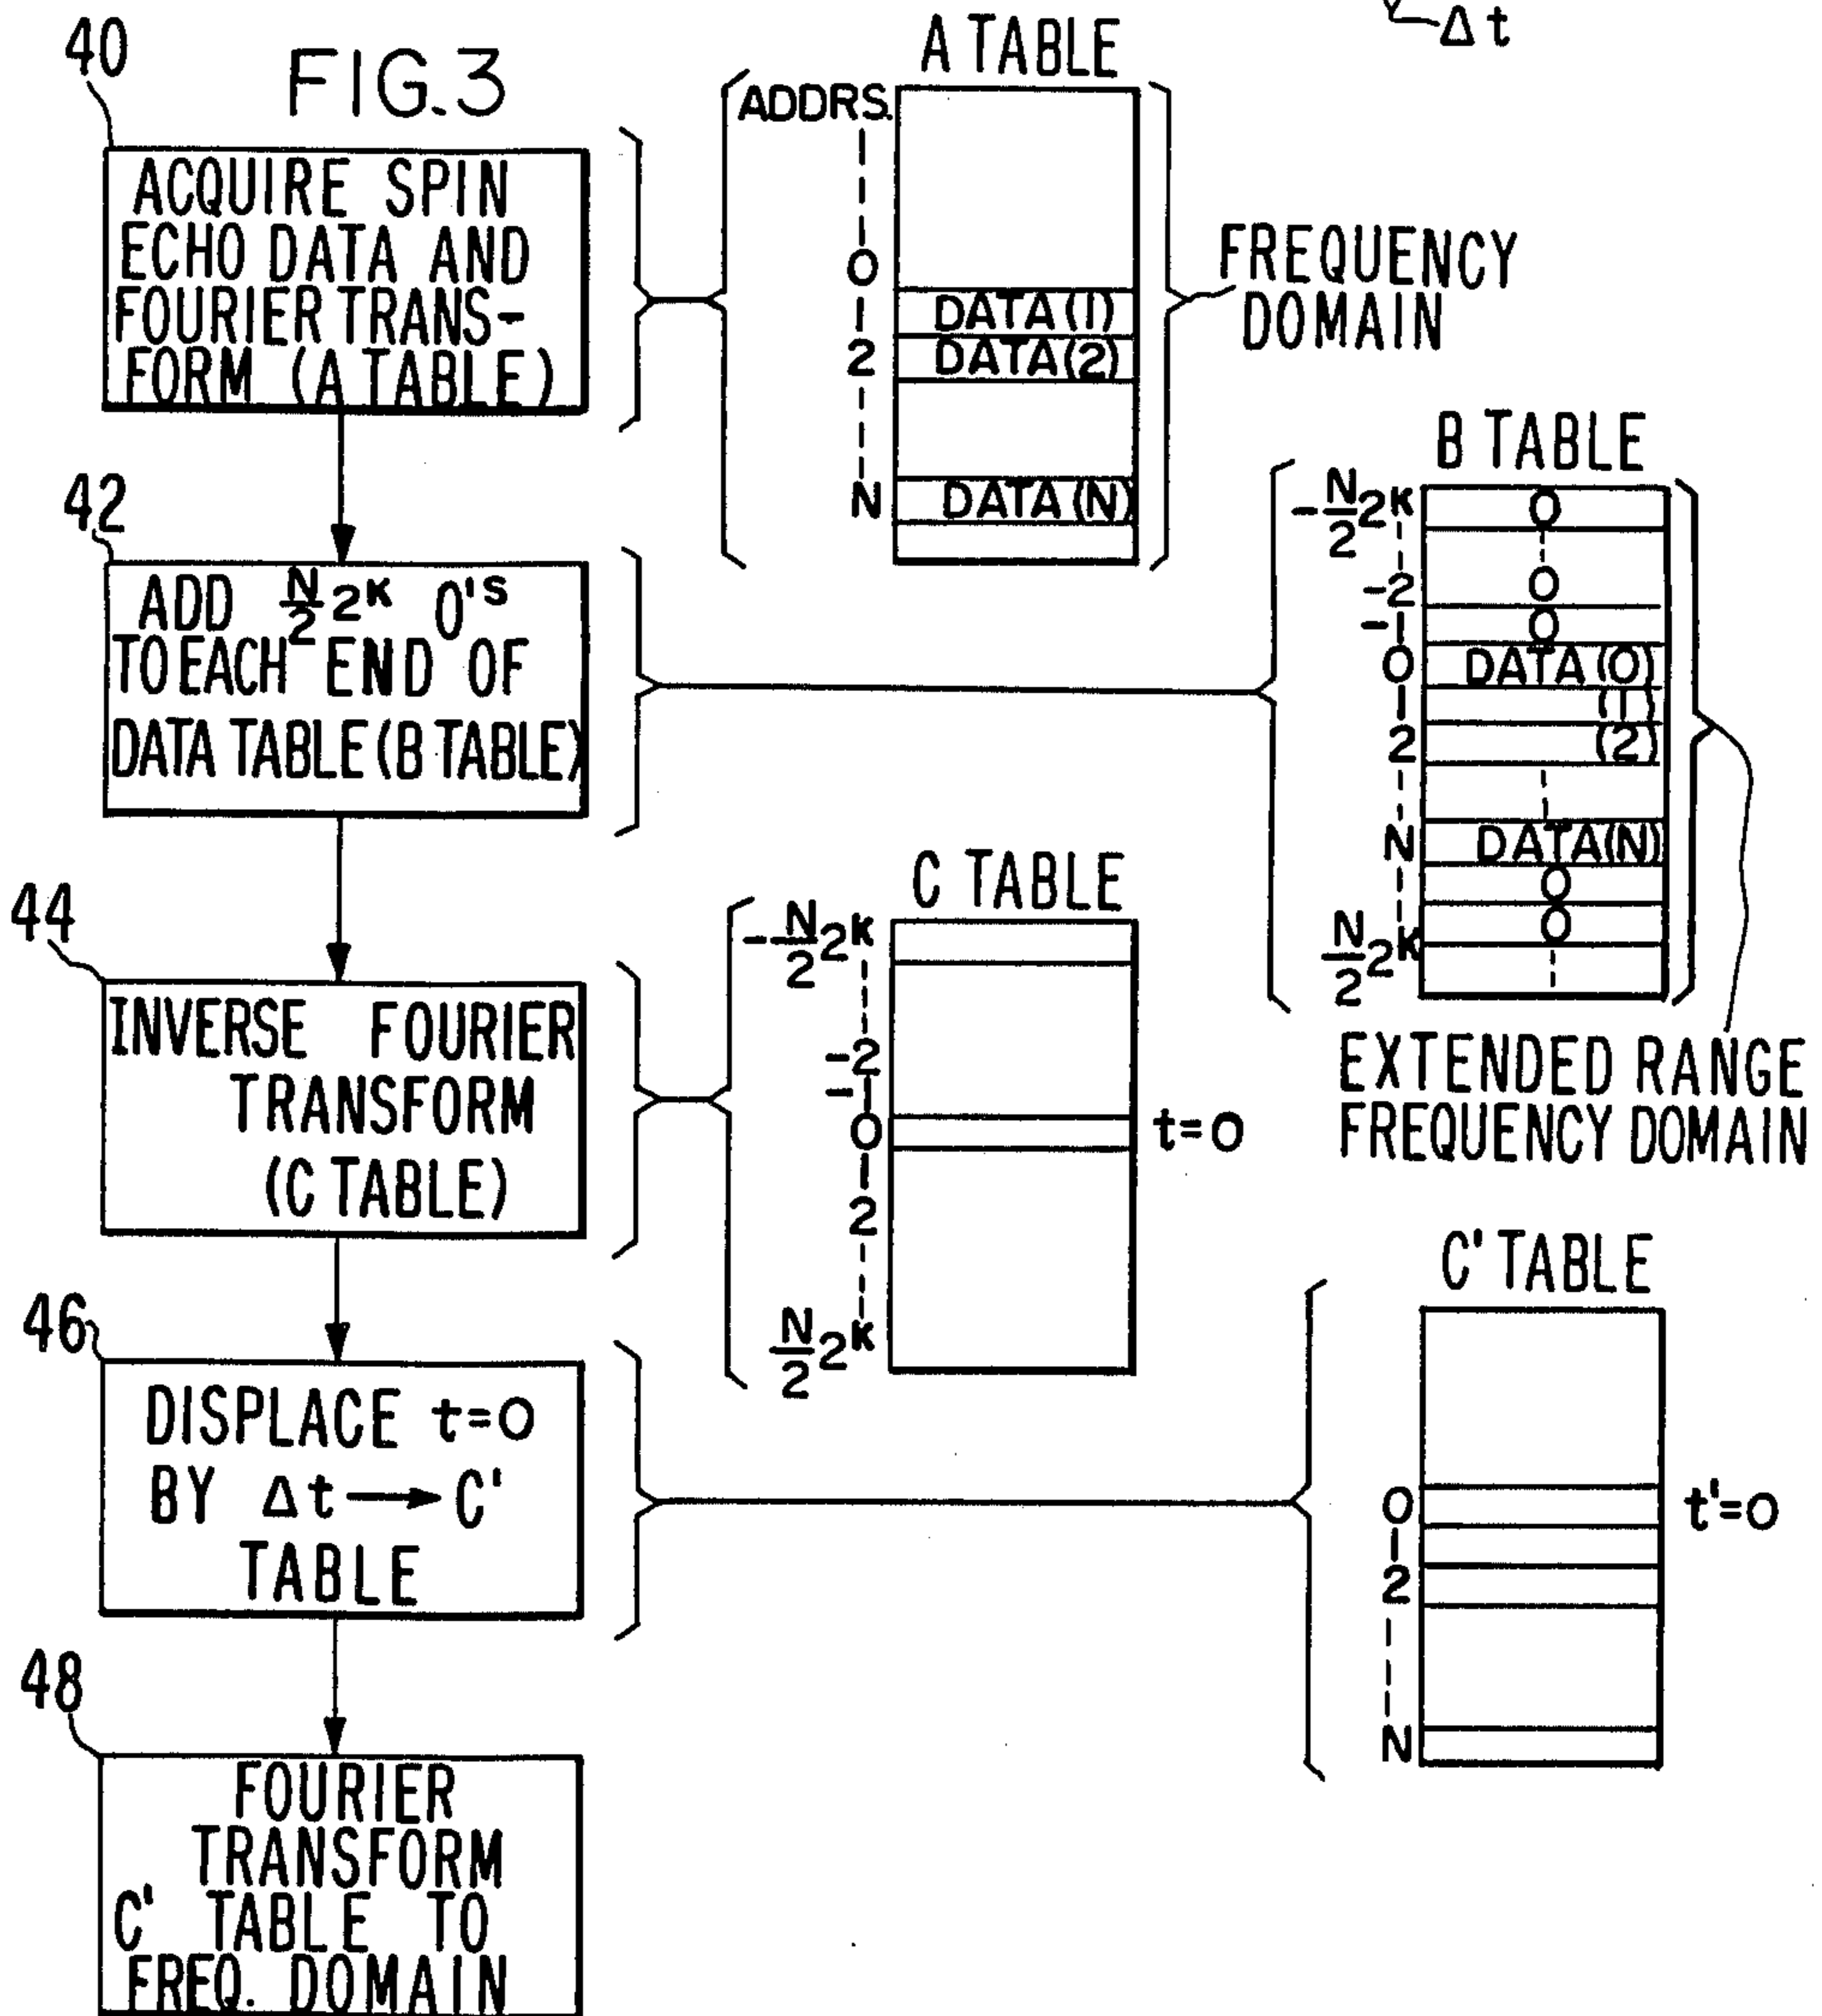 Δt
FIG.3
40
ACQUIRE SPIN
ECHO DATA AND
FOURIER TRANS-
FORM (A TABLE)
A TABLE
ADDRS.
0
1 DATA(1)
2 DATA(2)
N DATA(N)
FREQUENCY
DOMAIN
42
ADD N/2 2ᴷ 0'S
TO EACH END OF
DATA TABLE (B TABLE)
B TABLE
-N/2 2ᴷ 0
-2 0
-1 0
0 DATA(0)
1 (1)
2 (2)
N DATA(N)
0
0
N/2 2ᴷ
EXTENDED RANGE
FREQUENCY DOMAIN
44
INVERSE FOURIER
TRANSFORM
(C TABLE)
C TABLE
-N/2 2ᴷ
-2
-1
0 t=0
1
2
N/2 2ᴷ
46
DISPLACE t=0
BY Δt → C'
TABLE
C' TABLE
0 t'=0
1
2
N
48
FOURIER
TRANSFORM
C' TABLE TO
FREQ. DOMAIN